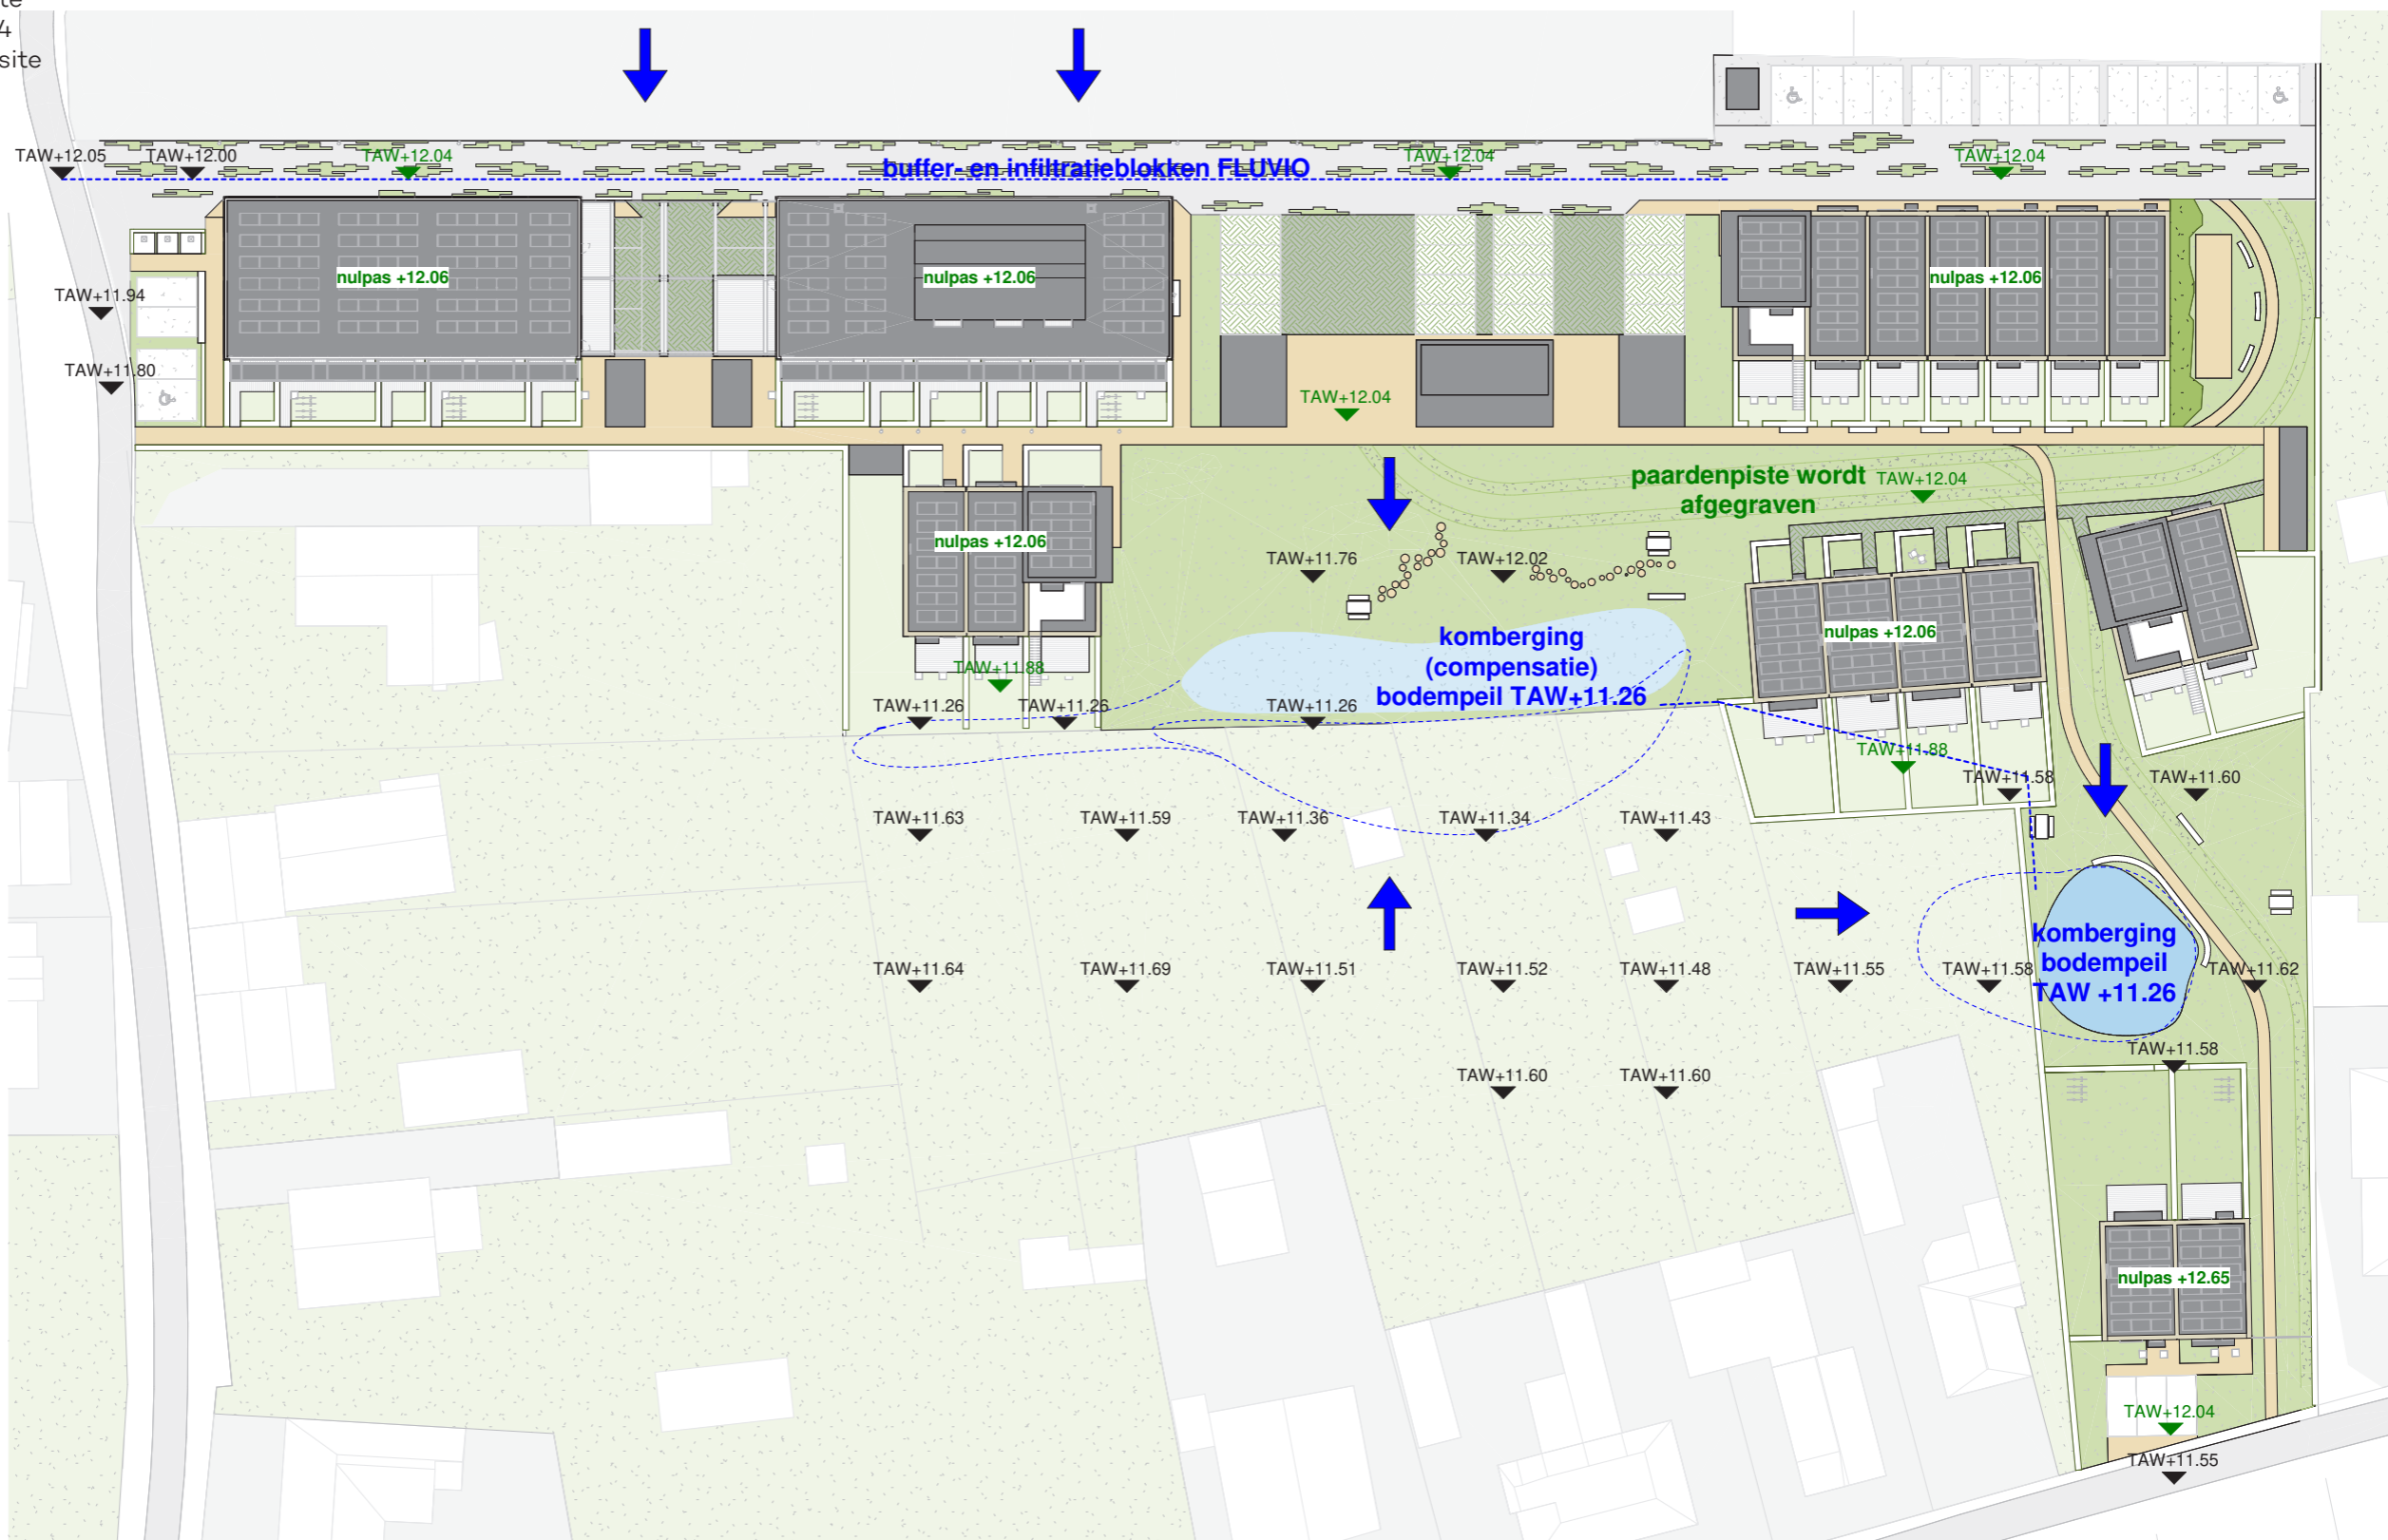 4
site
TAW+12.05
TAW+12.00
TAW+12.04
buffer- en infiltratieblokken FLUVIO
TAW+12.04
TAW+12.04
nulpas +12.06
nulpas +12.06
nulpas +12.06
TAW+11.94
TAW+11.80
TAW+12.04
paardenpiste wordt
afgegraven
TAW+12.04
nulpas +12.06
TAW+11.76
TAW+12.02
komberging
(compensatie)
bodempeil TAW+11.26
nulpas +12.06
TAW+11.88
TAW+11.26
TAW+11.26
TAW+11.26
TAW+11.88
TAW+11.58
TAW+11.60
TAW+11.63
TAW+11.59
TAW+11.36
TAW+11.34
TAW+11.43
komberging
bodempeil
TAW +11.26
TAW+11.64
TAW+11.69
TAW+11.51
TAW+11.52
TAW+11.48
TAW+11.55
TAW+11.58
TAW+11.62
TAW+11.58
TAW+11.60
TAW+11.60
nulpas +12.65
TAW+12.04
TAW+11.55